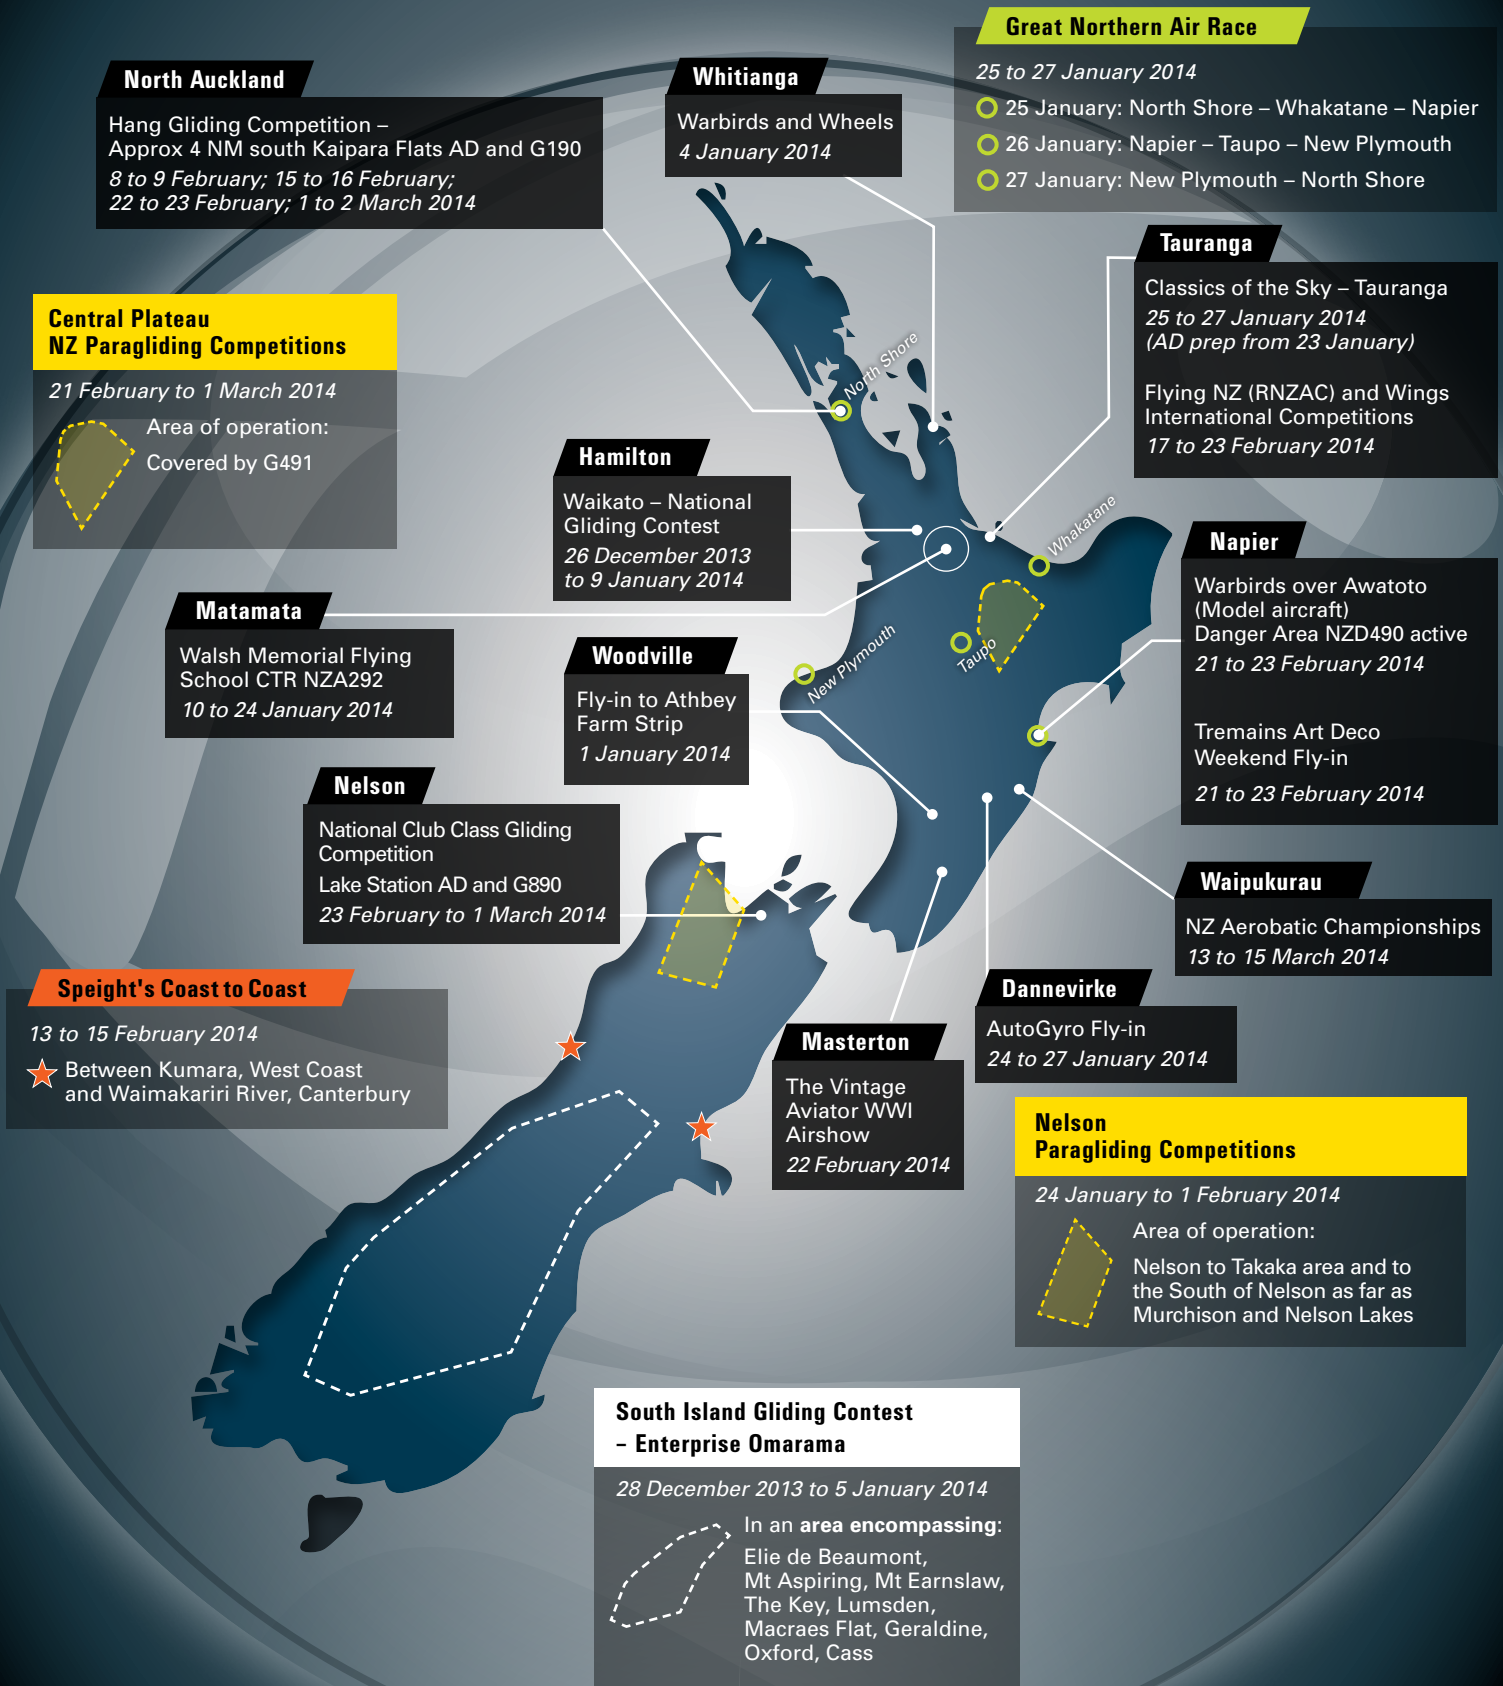 Great Northern Air Race
25 to 27 January 2014
25 January: North Shore – Whakatane – Napier
26 January: Napier – Taupo – New Plymouth
27 January: New Plymouth – North Shore
North Auckland
Hang Gliding Competition –
Approx 4 NM south Kaipara Flats AD and G190
8 to 9 February; 15 to 16 February;
22 to 23 February; 1 to 2 March 2014
Whitianga
Warbirds and Wheels
4 January 2014
Tauranga
Classics of the Sky – Tauranga
25 to 27 January 2014
(AD prep from 23 January)
Flying NZ (RNZAC) and Wings
International Competitions
17 to 23 February 2014
Central Plateau
NZ Paragliding Competitions
21 February to 1 March 2014
Area of operation:
Covered by G491
North Shore
Hamilton
Waikato – National
Gliding Contest
26 December 2013
to 9 January 2014
Whakatane
Napier
Warbirds over Awatoto
(Model aircraft)
Danger Area NZD490 active
21 to 23 February 2014
Tremains Art Deco
Weekend Fly-in
21 to 23 February 2014
Matamata
Walsh Memorial Flying
School CTR NZA292
10 to 24 January 2014
Woodville
Fly-in to Athbey
Farm Strip
1 January 2014
New Plymouth
Taupo
Nelson
National Club Class Gliding
Competition
Lake Station AD and G890
23 February to 1 March 2014
Waipukurau
NZ Aerobatic Championships
13 to 15 March 2014
Speight's Coast to Coast
13 to 15 February 2014
Between Kumara, West Coast
and Waimakariri River, Canterbury
Dannevirke
AutoGyro Fly-in
24 to 27 January 2014
Masterton
The Vintage
Aviator WWI
Airshow
22 February 2014
Nelson
Paragliding Competitions
24 January to 1 February 2014
Area of operation:
Nelson to Takaka area and to
the South of Nelson as far as
Murchison and Nelson Lakes
South Island Gliding Contest
– Enterprise Omarama
28 December 2013 to 5 January 2014
In an area encompassing:
Elie de Beaumont,
Mt Aspiring, Mt Earnslaw,
The Key, Lumsden,
Macraes Flat, Geraldine,
Oxford, Cass